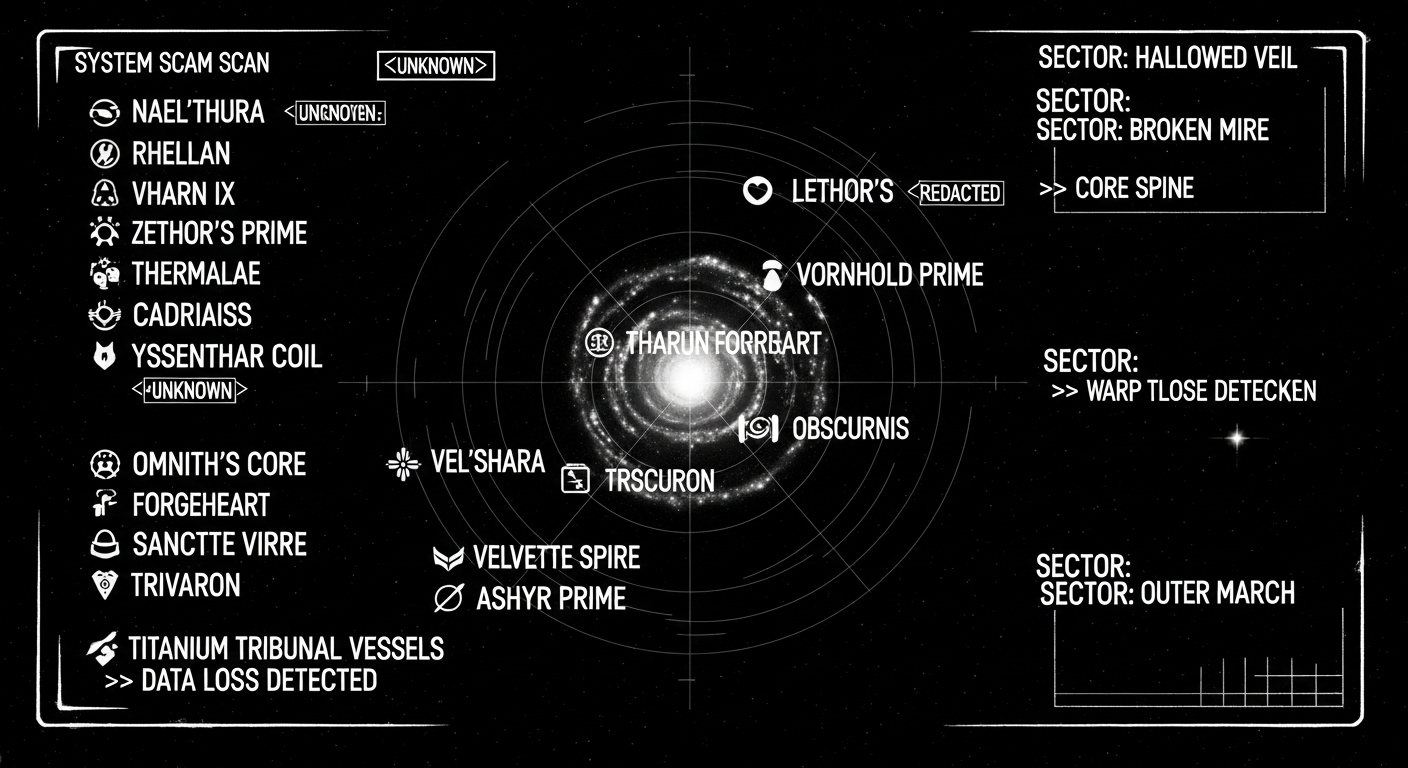 SYSTEM SCAM SCAN
<UNKNOWN>
NAEL'THURA
RHELLAN
VHARN IX
ZETHOR'S PRIME
THERMALAE
CADRIAISS
YSSENTHAR COIL
<UNKNOWN>
OMNITH'S CORE
FORGEHEART
SANCTTE VIRRE
TRIVARON
TITANIUM TRIBUNAL VESSELS
>> DATA LOSS DETECTED
LETHOR'S <REDACTED
VORNHOLD PRIME
THARUN
OBSCURNIS
VEL'SHARA
TRSCURON
VELVETTE SPIRE
ASHYR PRIME
SECTOR: HALLOWED VEIL
SECTOR:
SECTOR: BROKEN MIRE
>> CORE SPINE
SECTOR:
>> WARP TLOSE DETECKEN
SECTOR:
SECTOR: OUTER MARCH